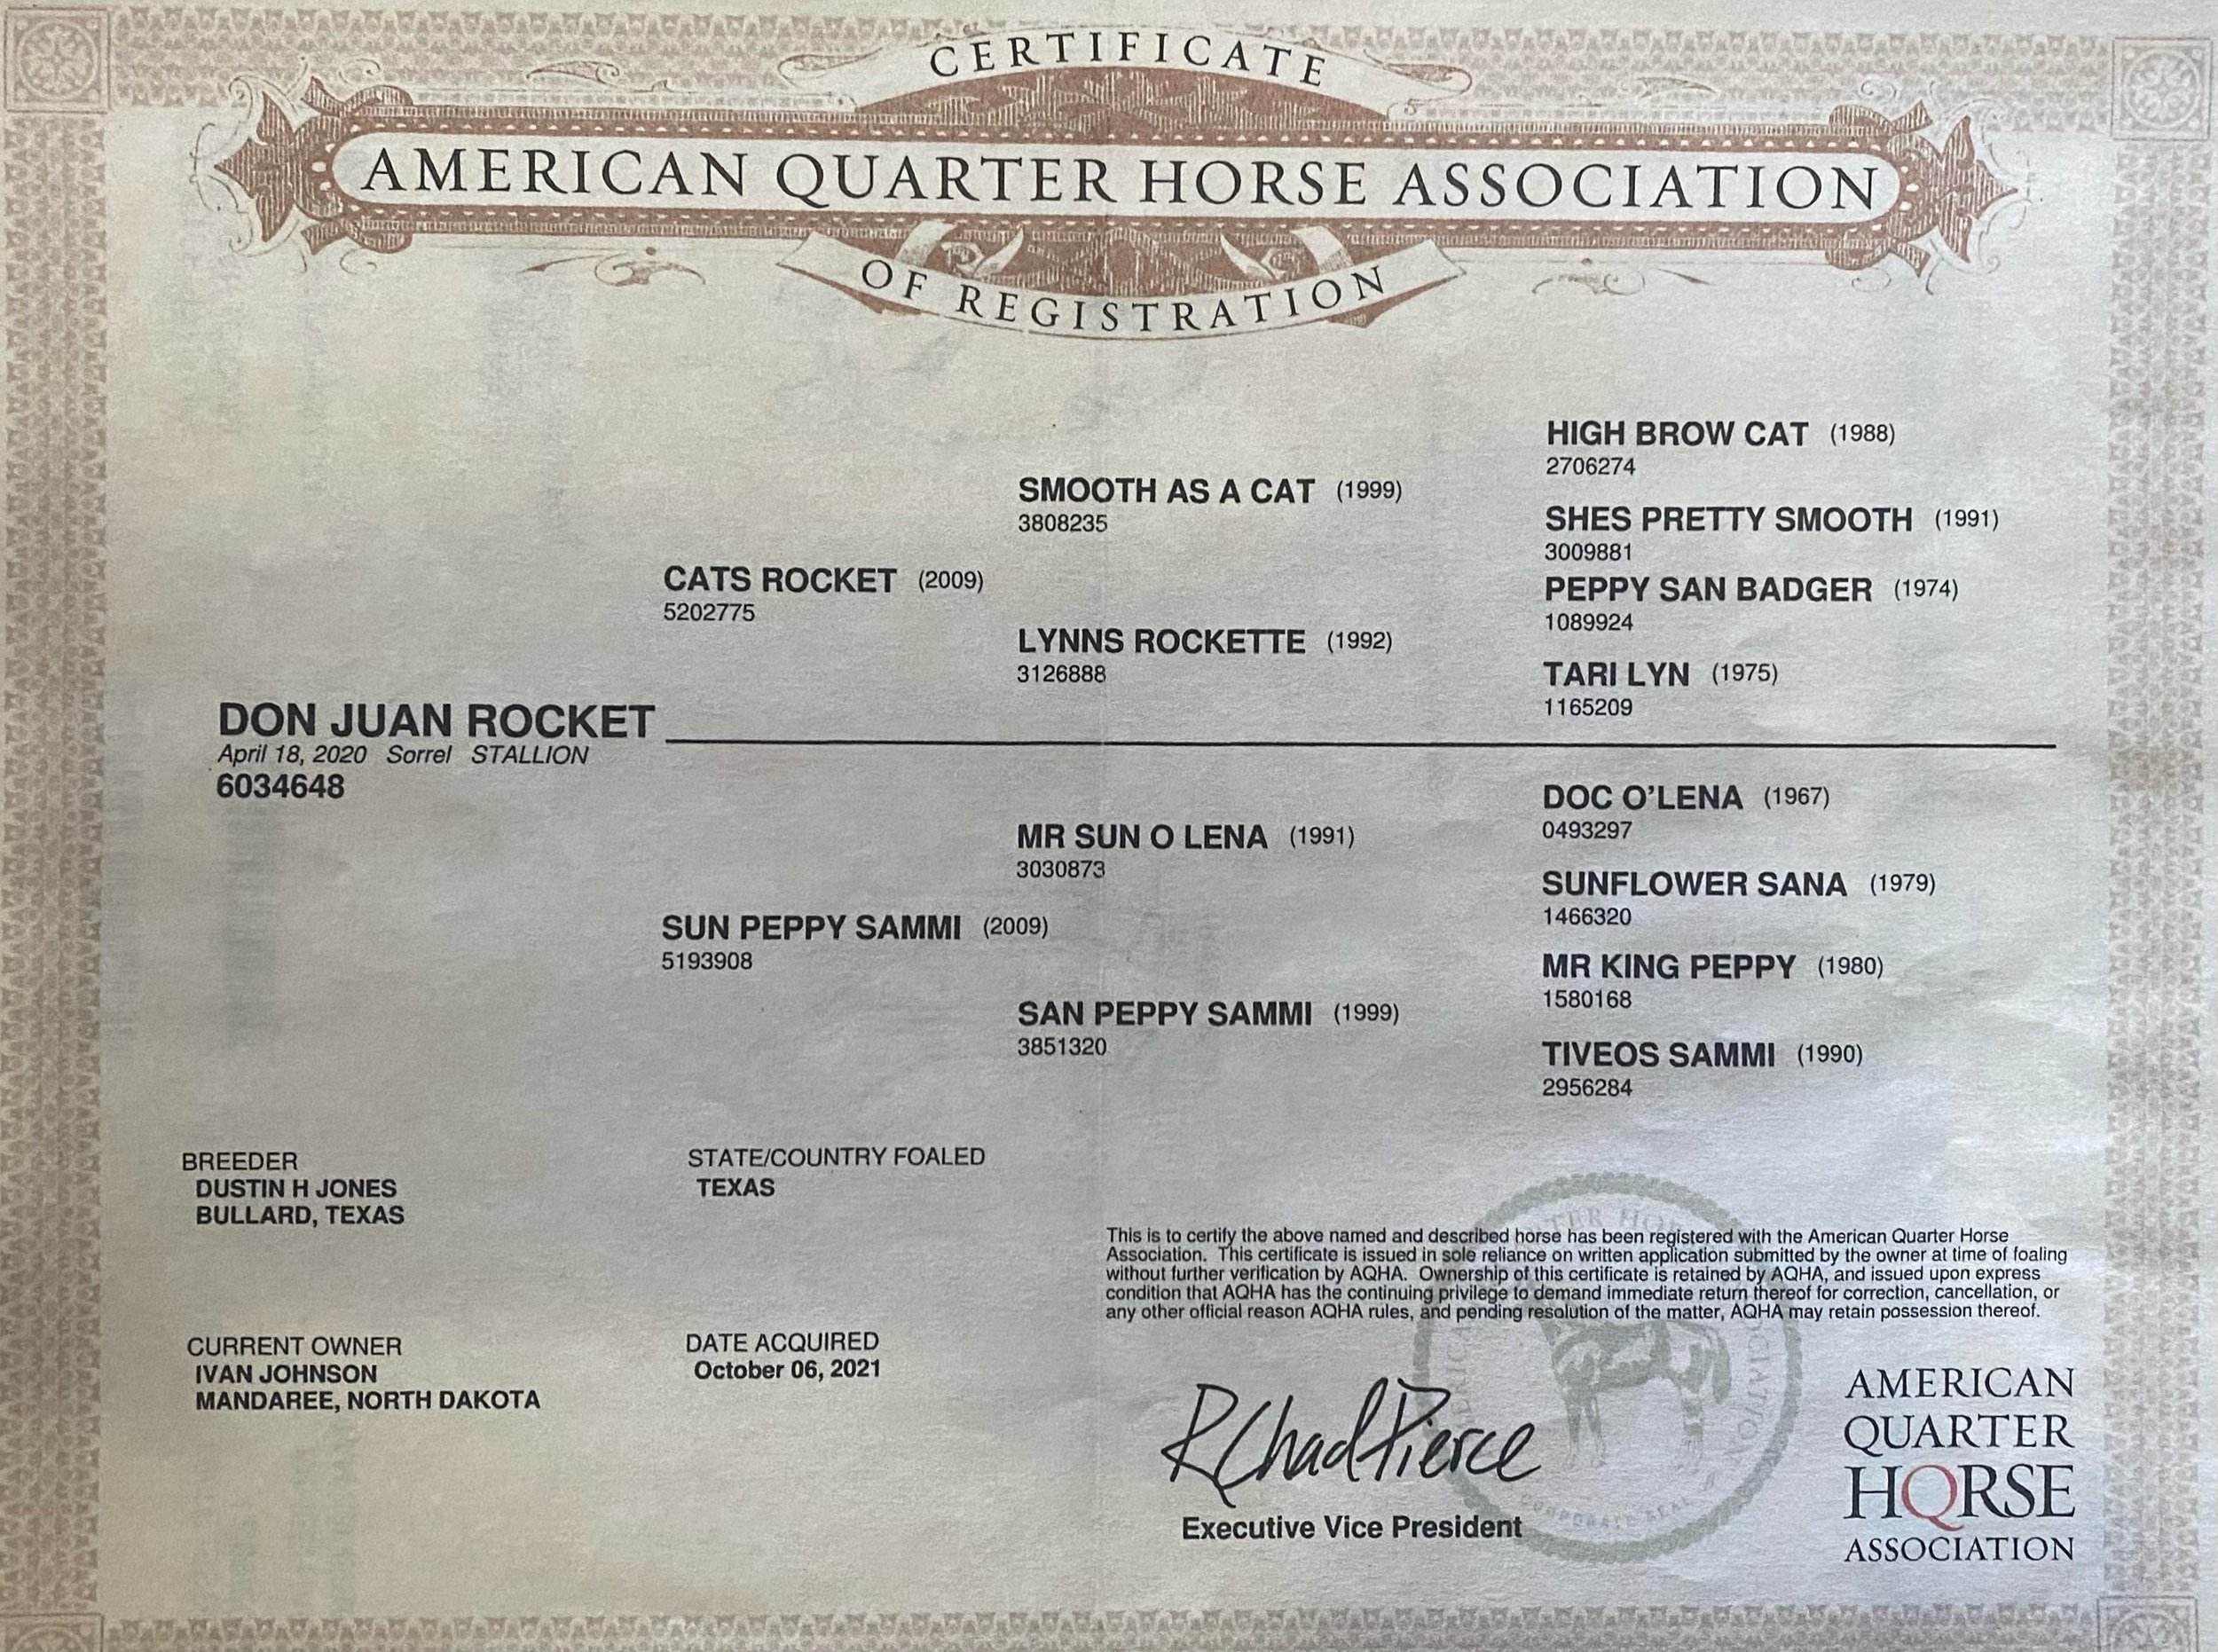 CERTIFICATE
AMERICAN QUARTER HORSE ASSOCIATION
OF REGISTRATION
HIGH BROW CAT (1988)
2706274
SMOOTH AS A CAT (1999)
3808235
SHES PRETTY SMOOTH (1991)
3009881
CATS ROCKET (2009)
5202775
PEPPY SAN BADGER (1974)
1089924
LYNNS ROCKETTE (1992)
3126888
TARI LYN (1975)
1165209
DON JUAN ROCKET
April 18, 2020 Sorrel STALLION
6034648
DOC O'LENA (1967)
0493297
MR SUN O LENA (1991)
3030873
SUNFLOWER SANA (1979)
1466320
SUN PEPPY SAMMI (2009)
5193908
MR KING PEPPY (1980)
1580168
SAN PEPPY SAMMI (1999)
3851320
TIVEOS SAMMI (1990)
2956284
BREEDER
DUSTIN H JONES
BULLARD, TEXAS
STATE/COUNTRY FOALED
TEXAS
This is to certify the above named and described horse has been registered with the American Quarter Horse
Association. This certificate is issued in sole reliance on written application submitted by the owner at time of foaling
without further verification by AQHA. Ownership of this certificate is retained by AQHA, and issued upon express
condition that AQHA has the continuing privilege to demand immediate return thereof for correction, cancellation, or
any other official reason AQHA rules, and pending resolution of the matter, AQHA may retain possession thereof.
CURRENT OWNER
IVAN JOHNSON
MANDAREE, NORTH DAKOTA
DATE ACQUIRED
October 06, 2021
R Chad Pierce
Executive Vice President
CORPORATE SEAL
AMERICAN
QUARTER
HORSE
ASSOCIATION